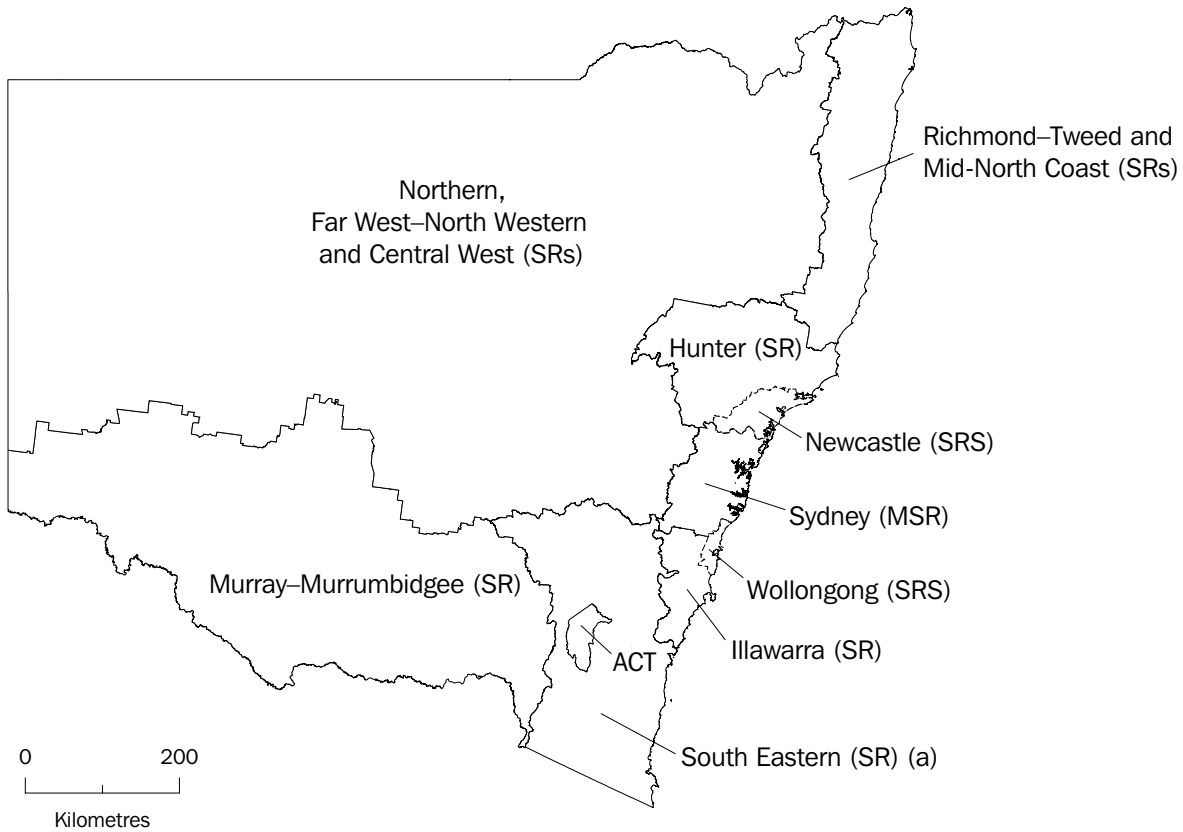 Richmond–Tweed and
Mid-North Coast (SRs)
Northern,
Far West–North Western
and Central West (SRs)
Hunter (SR)
Newcastle (SRS)
Sydney (MSR)
Murray–Murrumbidgee (SR)
Wollongong (SRS)
Illawarra (SR)
ACT
South Eastern (SR) (a)
0 200
Kilometres